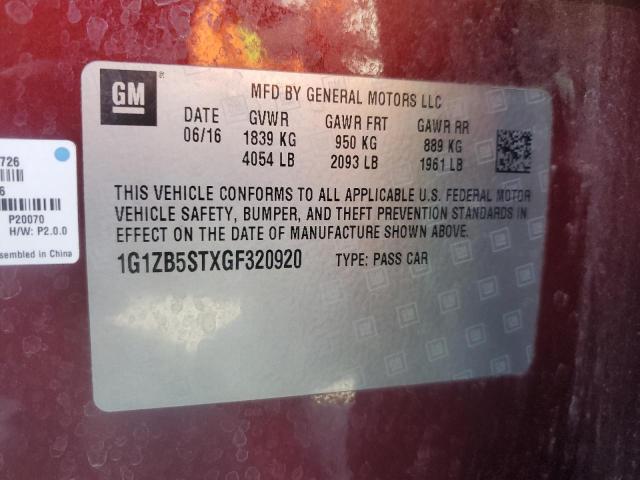 GM
MFD BY GENERAL MOTORS LLC
DATE GVWR GAWR FRT GAWR RR
06/16 1839 KG 950 KG 889 KG
4054 LB 2093 LB 1961 LB
THIS VEHICLE CONFORMS TO ALL APPLICABLE U.S. FEDERAL MOTOR
VEHICLE SAFETY, BUMPER, AND THEFT PREVENTION STANDARDS IN
EFFECT ON THE DATE OF MANUFACTURE SHOWN ABOVE.
1G1ZB5STXGF320920 TYPE: PASS CAR
726
6
P20070
H/W: P2.0.0
ssembled in China